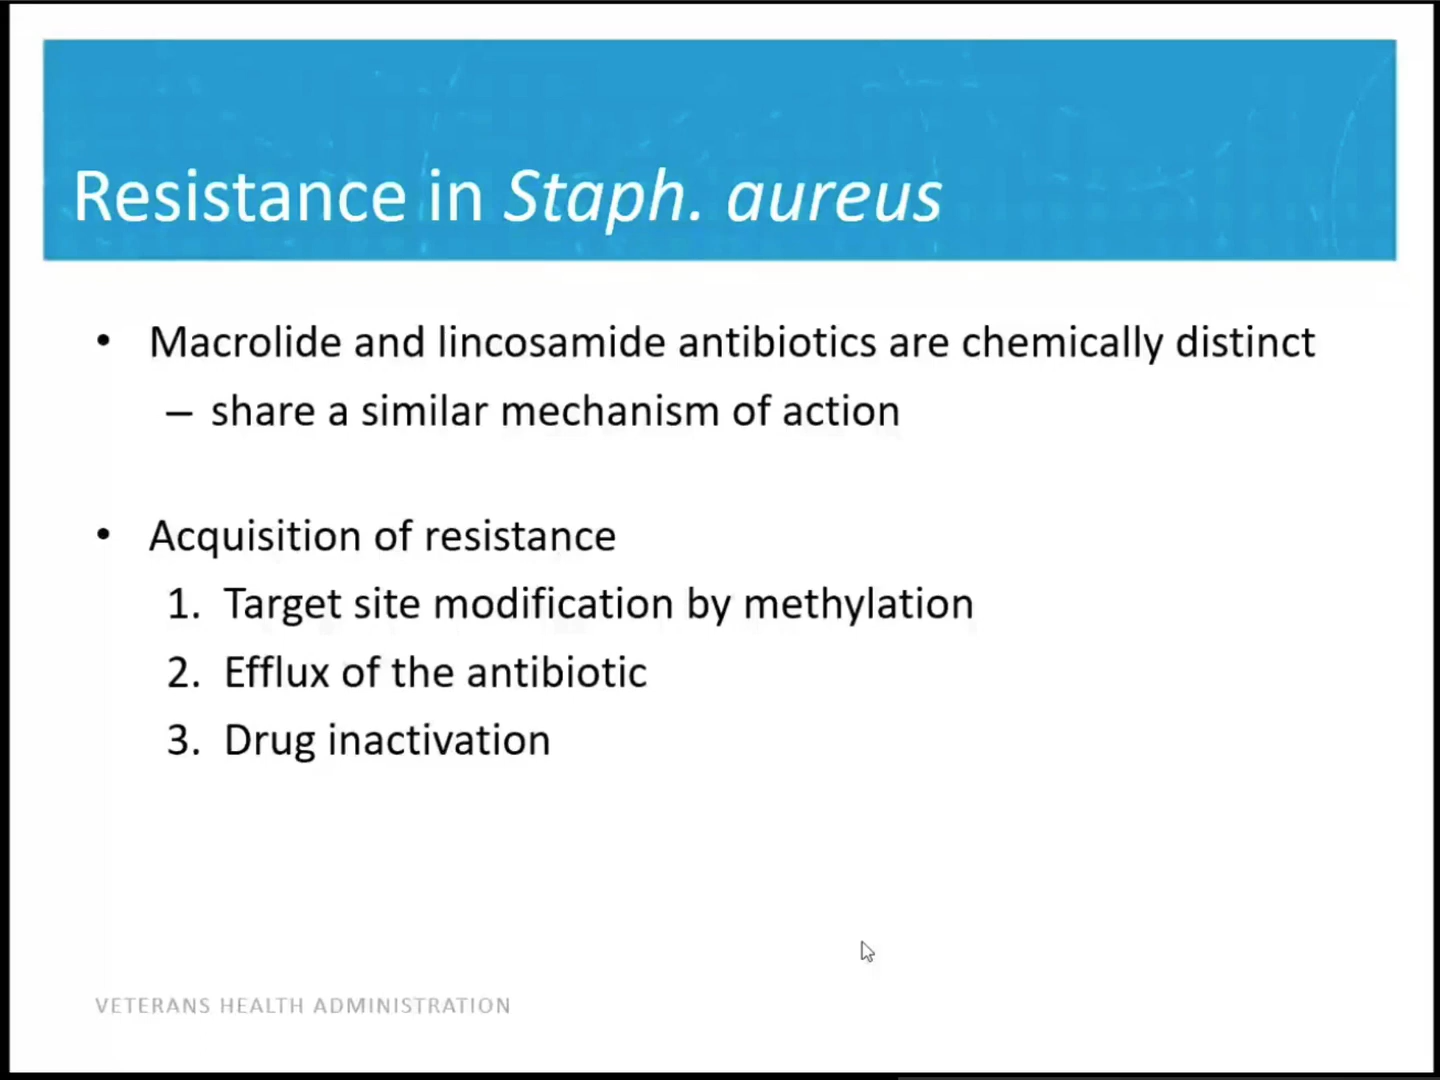 Resistance in Staph. aureus
• Macrolide and lincosamide antibiotics are chemically distinct
– share a similar mechanism of action
• Acquisition of resistance
1. Target site modification by methylation
2. Efflux of the antibiotic
3. Drug inactivation
VETERANS HEALTH ADMINISTRATION